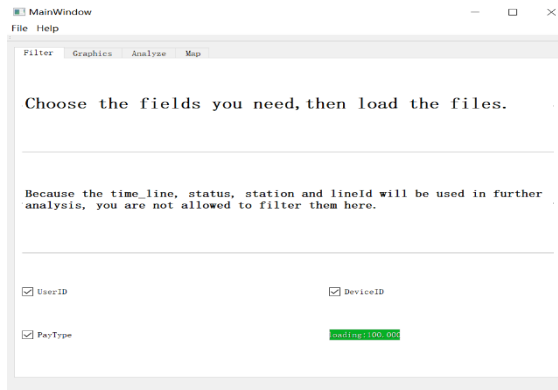 MainWindow
File Help
Filter Graphics Analyze Map
Choose the fields you need,then load the files.
Because the time_line, status, station and lineId will be used in further
analysis, you are not allowed to filter them here.
UserID DeviceID
PayType loading:100.000